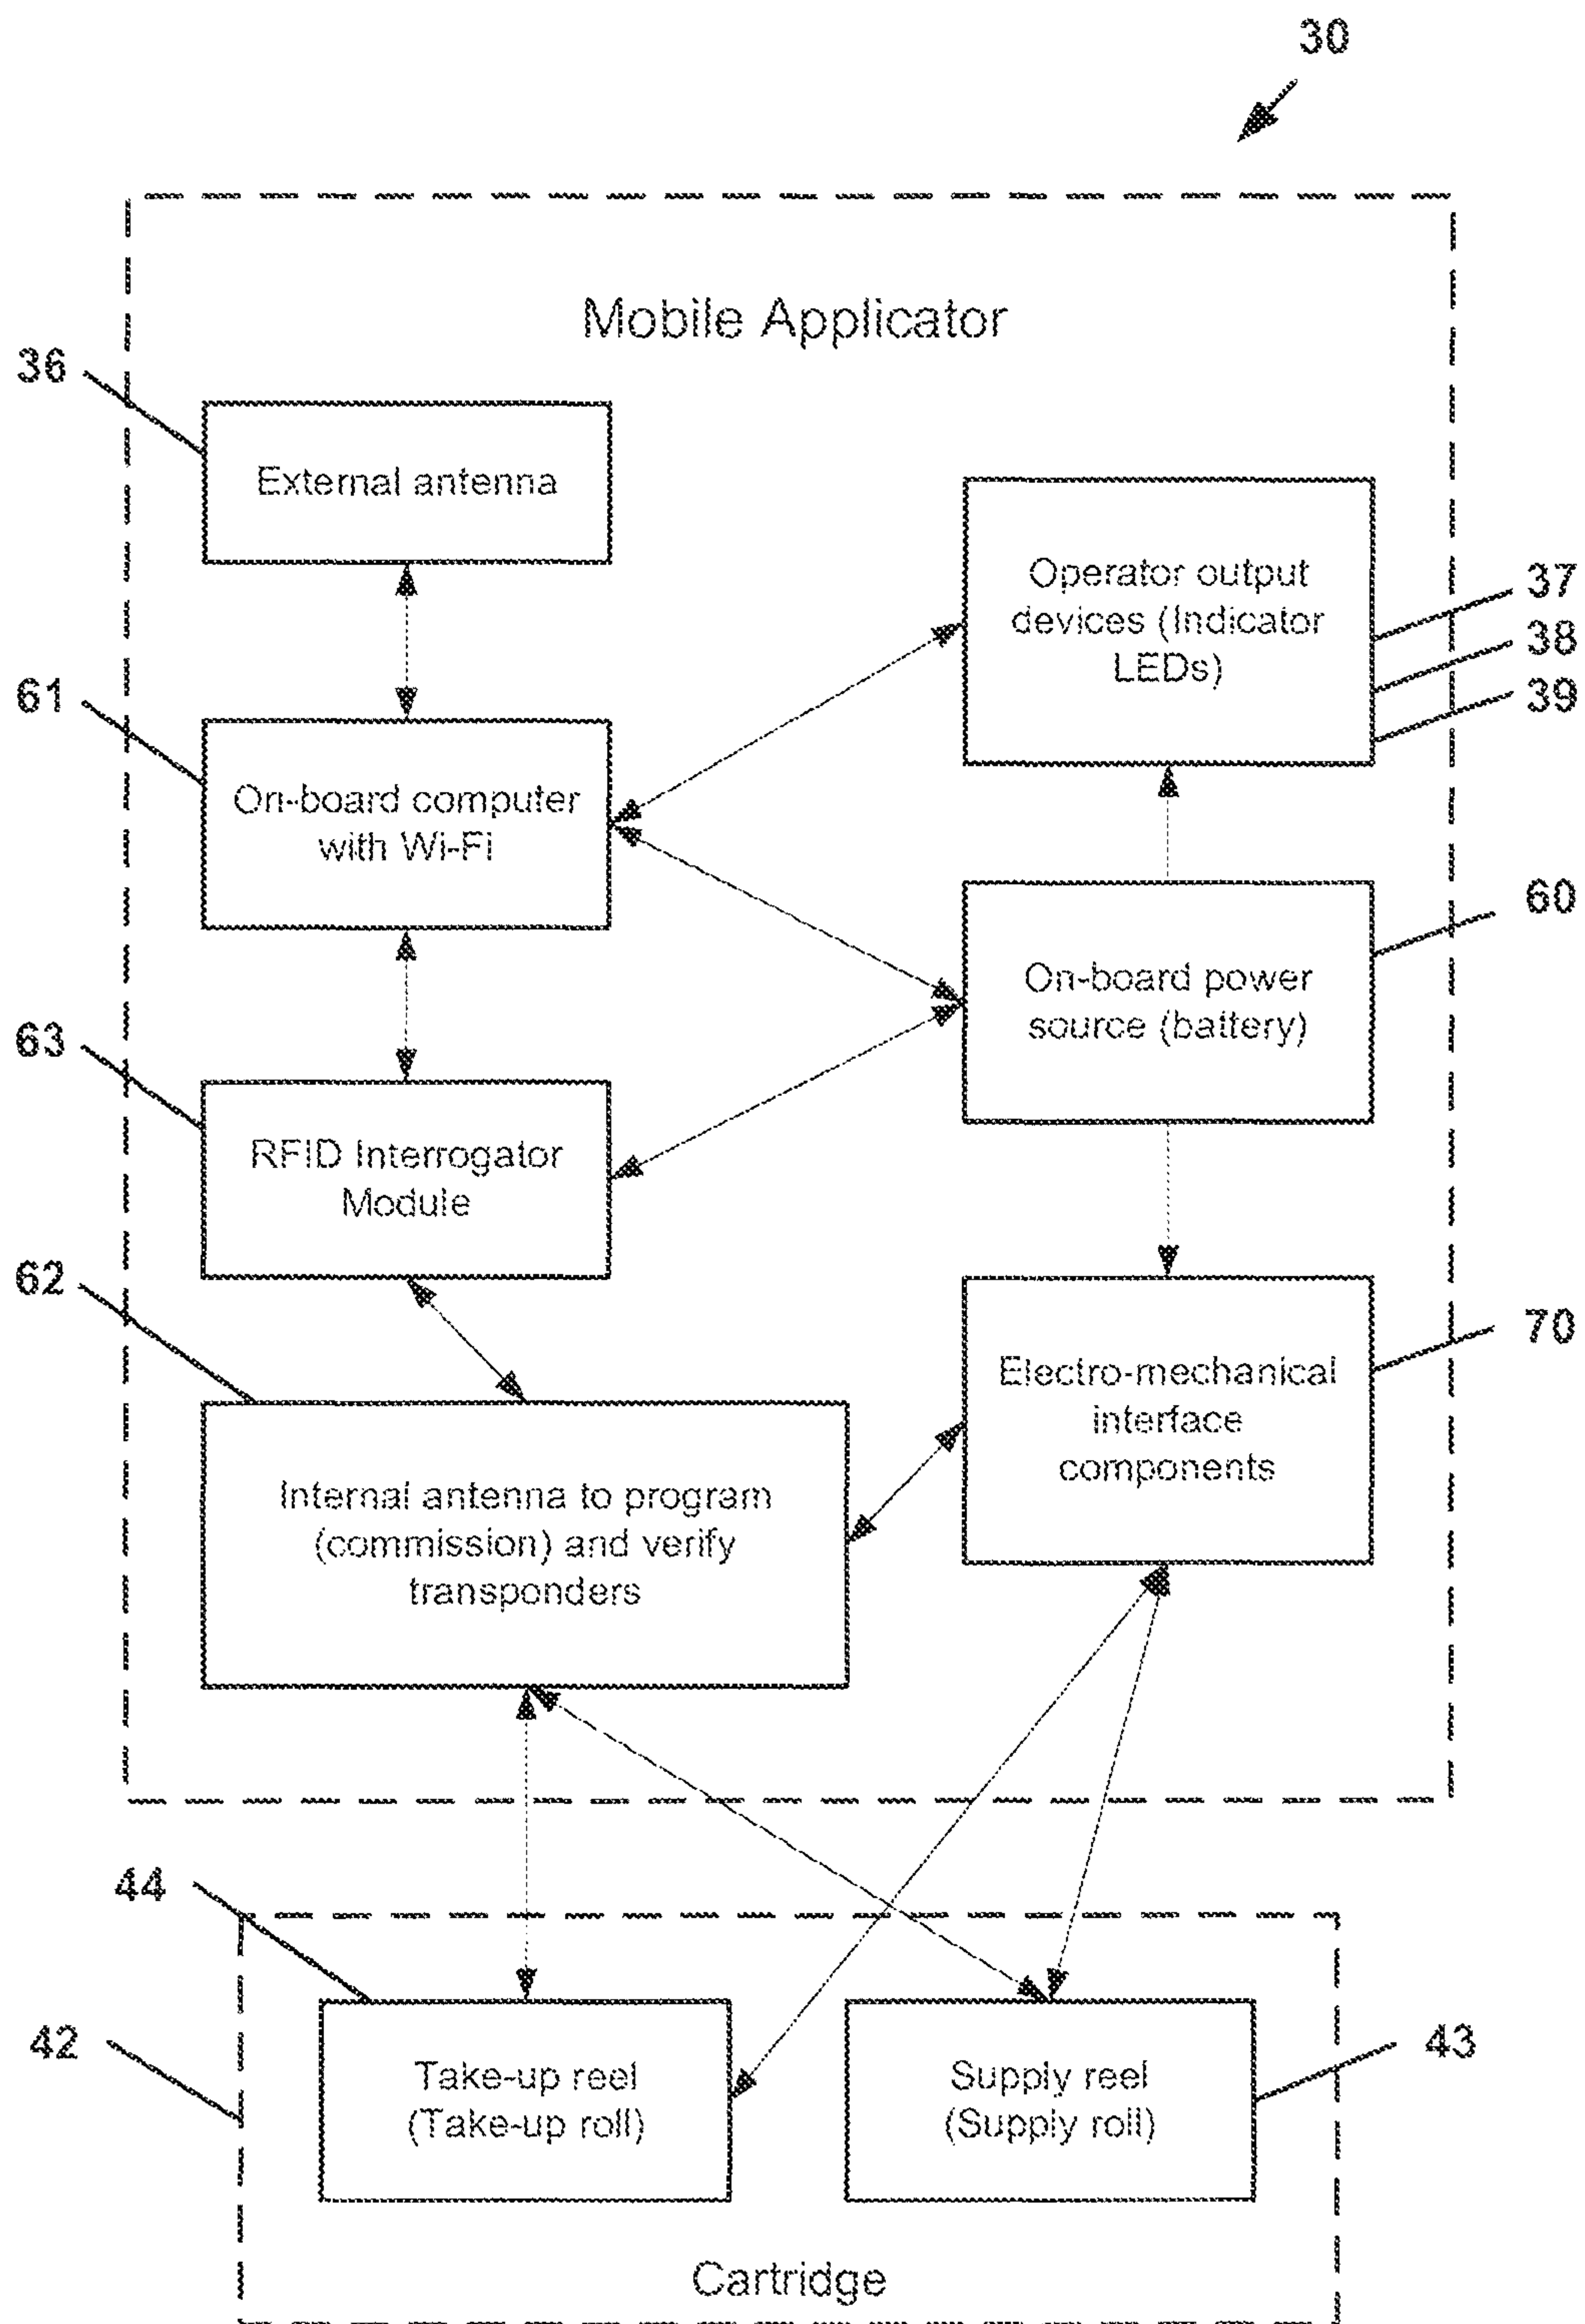 30
Mobile Applicator
36
External antenna
Operator output
devices (Indicator
LEDs)
37
38
39
61
On-board computer
with Wi-Fi
60
On-board power
source (battery)
63
RFID Interrogator
Module
62
70
Electro-mechanical
interface
components
Internal antenna to program
(commission) and verify
transponders
44
42
Take-up reel
(Take-up roll)
Supply reel
(Supply roll)
43
Cartridge